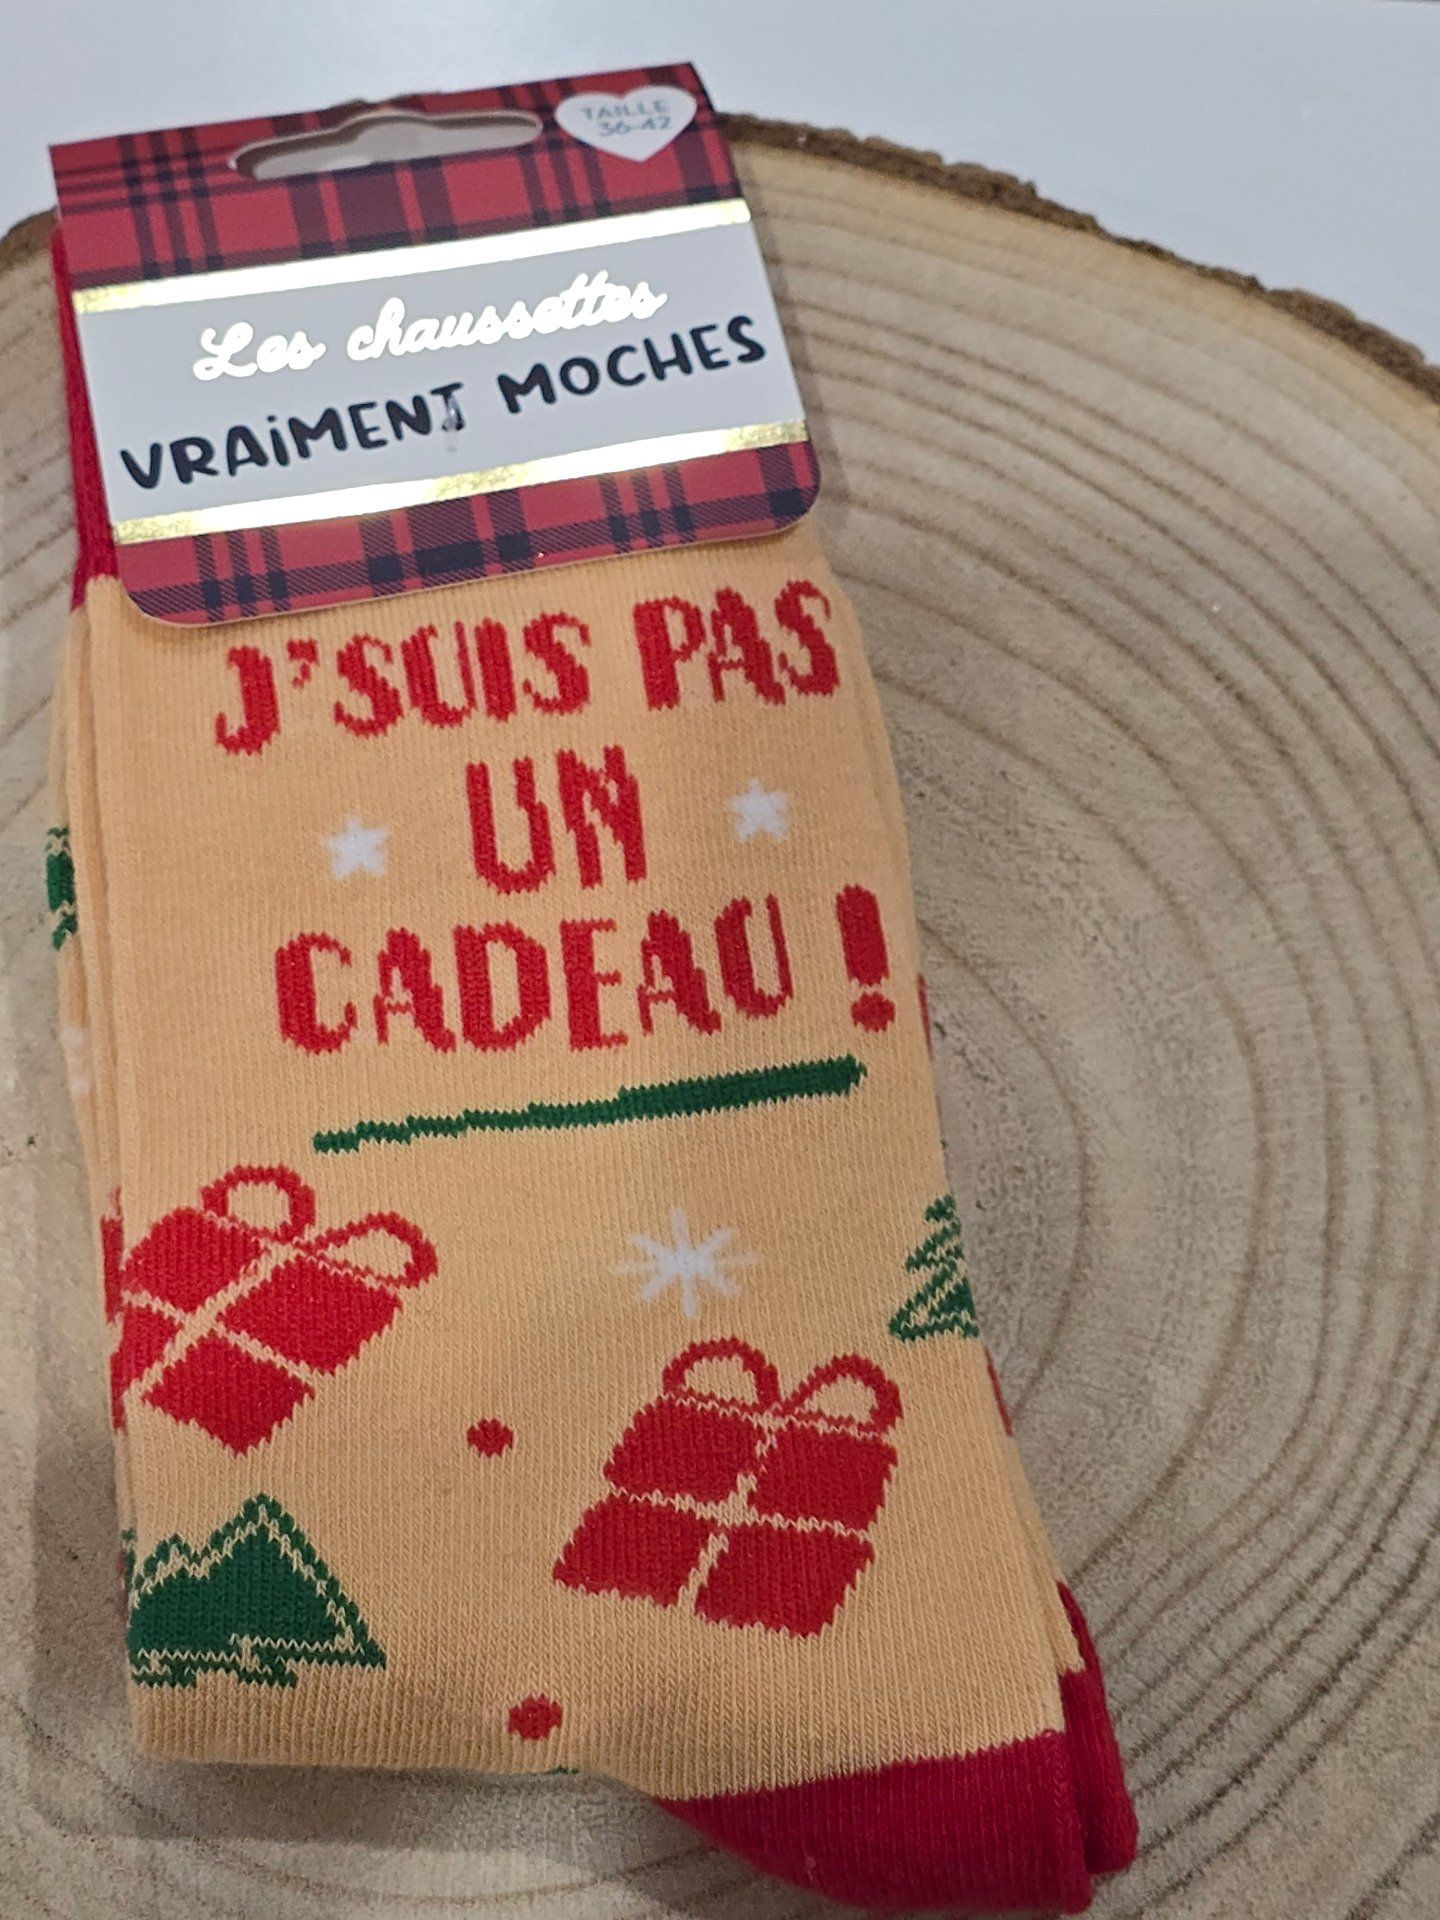 TAILLE
36-42
Les chaussettes
VRAiMENT MOCHES
J'SUIS PAS
UN
CADEAU !